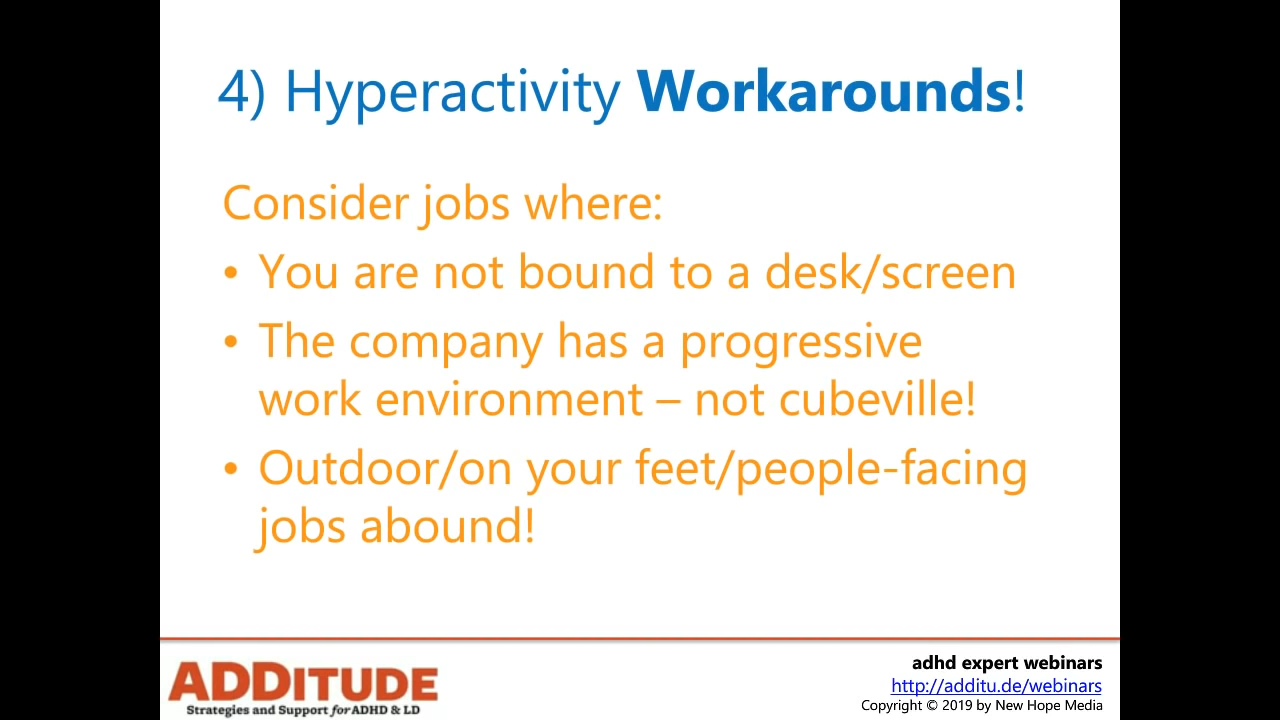 4) Hyperactivity Workarounds!
Consider jobs where:
• You are not bound to a desk/screen
• The company has a progressive
work environment – not cubeville!
• Outdoor/on your feet/people-facing
jobs abound!
ADDITUDE
Strategies and Support for ADHD & LD
adhd expert webinars
http://additu.de/webinars
Copyright © 2019 by New Hope Media